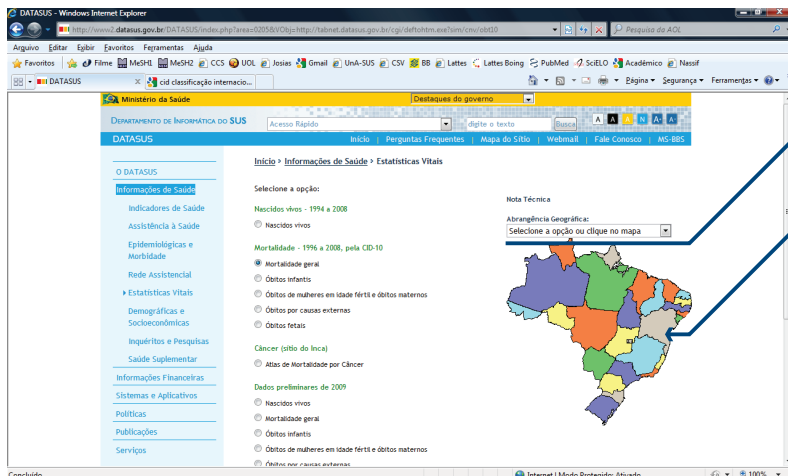 DATASUS - Windows Internet Explorer
http://www2.datasus.gov.br/DATASUS/index.php?area=0205&VObj=http://tabnet.datasus.gov.br/cgi/deftohtm.exe?sim/cnv/obt10
Pesquisa da AOL
Arquivo Editar Exibir Favoritos Ferramentas Ajuda
Favoritos Filme MeSH1 MeSH2 CCS UOL Josias Gmail UnA-SUS CSV BB Lattes Lattes Boing PubMed SciELO Acadêmico Nassif
DATASUS x cid classificação internacio...
Página Segurança Ferramentas
Ministério da Saúde
Destaques do governo
DEPARTAMENTO DE INFORMÁTICA DO SUS
Acesso Rápido
digite o texto
Busca
A A A N A- A+
DATASUS
Início | Perguntas Frequentes | Mapa do Sítio | Webmail | Fale Conosco | MS-BBS
O DATASUS
Informações de Saúde
Indicadores de Saúde
Assistência à Saúde
Epidemiológicas e
Morbidade
Rede Assistencial
Estatísticas Vitais
Demográficas e
Socioeconômicas
Inquéritos e Pesquisas
Saúde Suplementar
Informações Financeiras
Sistemas e Aplicativos
Políticas
Publicações
Serviços
Início > Informações de Saúde > Estatísticas Vitais
Selecione a opção:
Nascidos vivos - 1994 a 2008
Nascidos vivos
Mortalidade - 1996 a 2008, pela CID-10
Mortalidade geral
Óbitos infantis
Óbitos de mulheres em idade fértil e óbitos maternos
Óbitos por causas externas
Óbitos fetais
Câncer (sítio do Inca)
Atlas de Mortalidade por Câncer
Dados preliminares de 2009
Nascidos vivos
Mortalidade geral
Óbitos infantis
Óbitos de mulheres em idade fértil e óbitos maternos
Óbitos por causas externas
Nota Técnica
Abrangência Geográfica:
Selecione a opção ou clique no mapa
Concluído
Internet | Modo Protegido: Ativado
100%